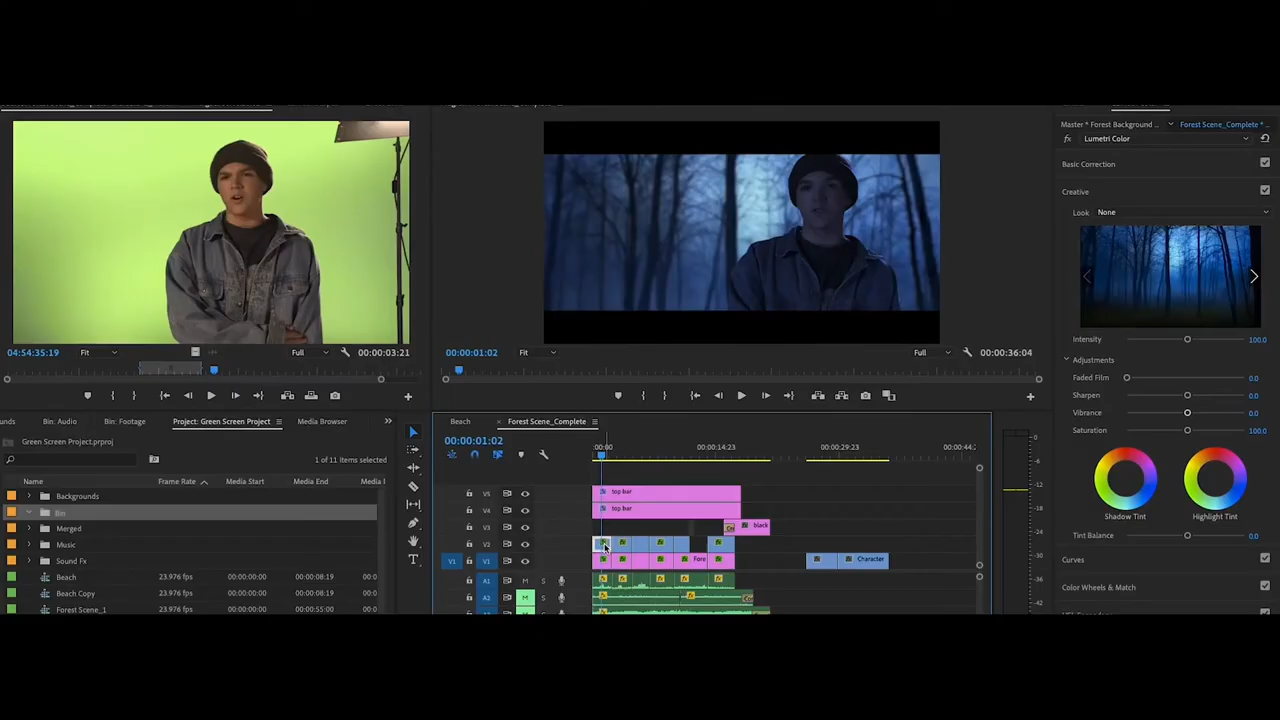 Master * Forest Background ... Forest Scene_Complete * ..
fx Lumetri Color
Basic Correction
Creative
Look None
Intensity 100.0
Adjustments
Faded Film 0.0
Sharpen 0.0
Vibrance 0.0
Saturation 100.0
Shadow Tint Highlight Tint
Tint Balance 0.0
Curves
Color Wheels & Match
04:54:35:19 Fit Full 00:00:03:21
00:00:01:02 Fit Full 00:00:36:04
Bin: Audio Bin: Footage Project: Green Screen Project Media Browser
Green Screen Project.prproj
1 of 11 items selected
Name Frame Rate Media Start Media End Media I
Backgrounds
Bin
Merged
Music
Sound Fx
Beach 23.976 fps 00:00:00:00 00:00:08:19 00:0
Beach Copy 23.976 fps 00:00:00:00 00:00:08:19 00:0
Forest Scene_1 23.976 fps 00:00:00:00 00:00:55:00 00:0
Beach × Forest Scene_Complete
00:00:01:02
:00:00 00:00:14:23 00:00:29:23 00:00:44:
V5 top bar
V4 top bar
V3 black
V2
V1 V1 Fore Character
A1 M S
A2 M S
0
-6
-12
-18
-24
-30
-36
-42